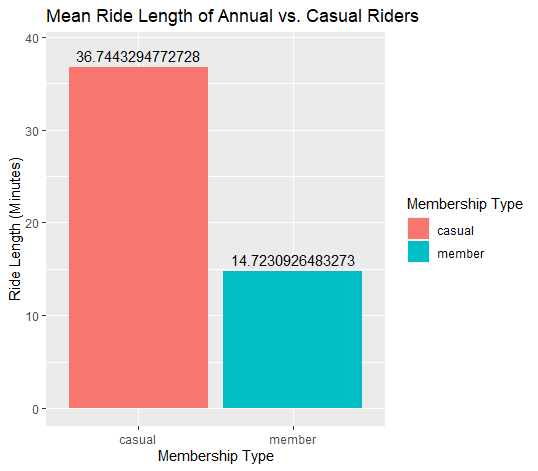 Mean Ride Length of Annual vs. Casual Riders
40
30
20
10
0
Ride Length (Minutes)
36.7443294772728
14.7230926483273
casual
member
Membership Type
Membership Type
casual
member